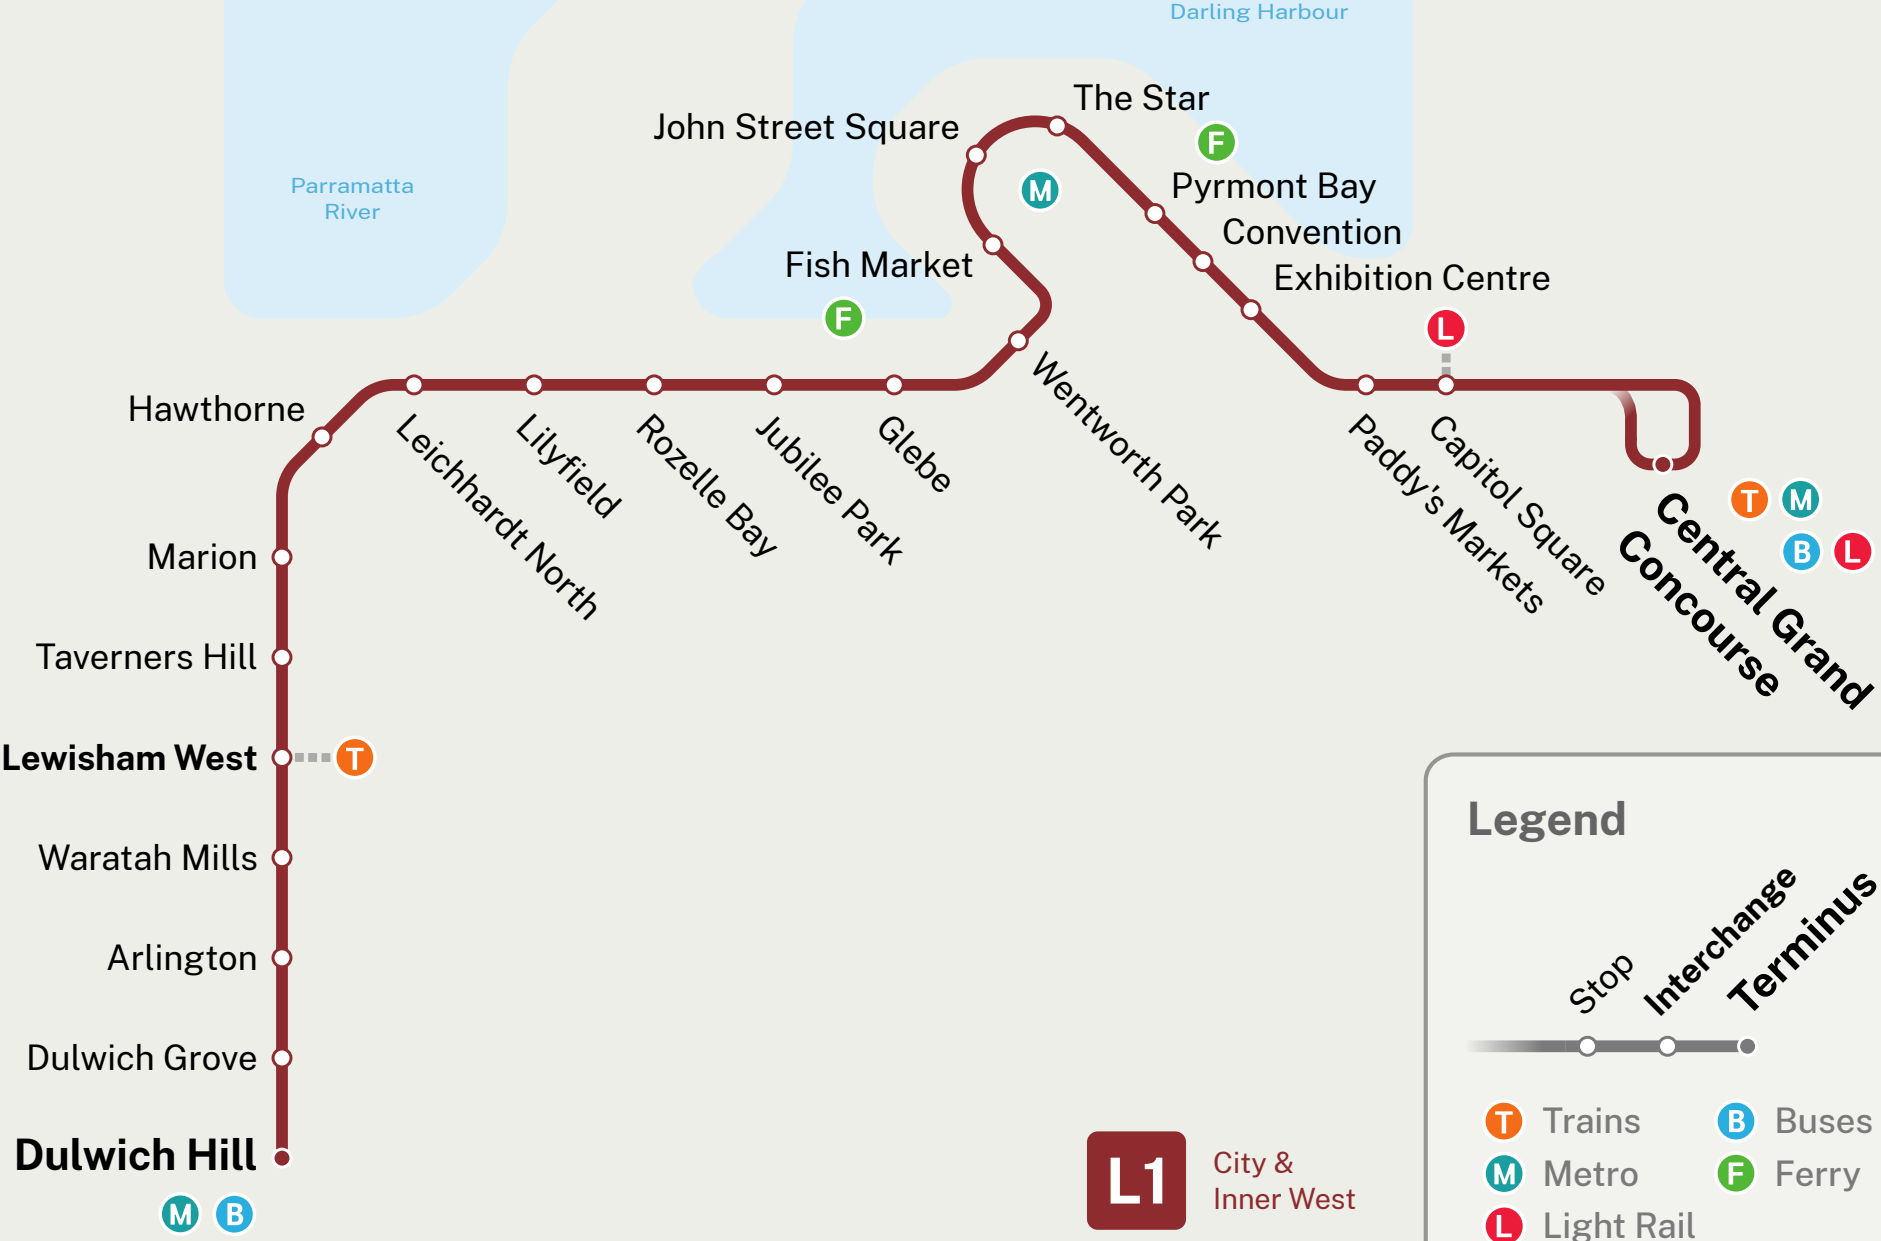 Darling Harbour
The Star
John Street Square
F
M
Parramatta
River
Pyrmont Bay
Convention
Fish Market
Exhibition Centre
F
L
Hawthorne
Leichhardt North
Lilyfield
Rozelle Bay
Jubilee Park
Glebe
Wentworth Park
Paddy's Markets
Capitol Square
Central Grand
Concourse
T
M
B
L
Marion
Taverners Hill
Lewisham West
T
Waratah Mills
Arlington
Dulwich Grove
Dulwich Hill
M
B
L1
City &
Inner West
Legend
Stop
Interchange
Terminus
T Trains
B Buses
M Metro
F Ferry
L Light Rail